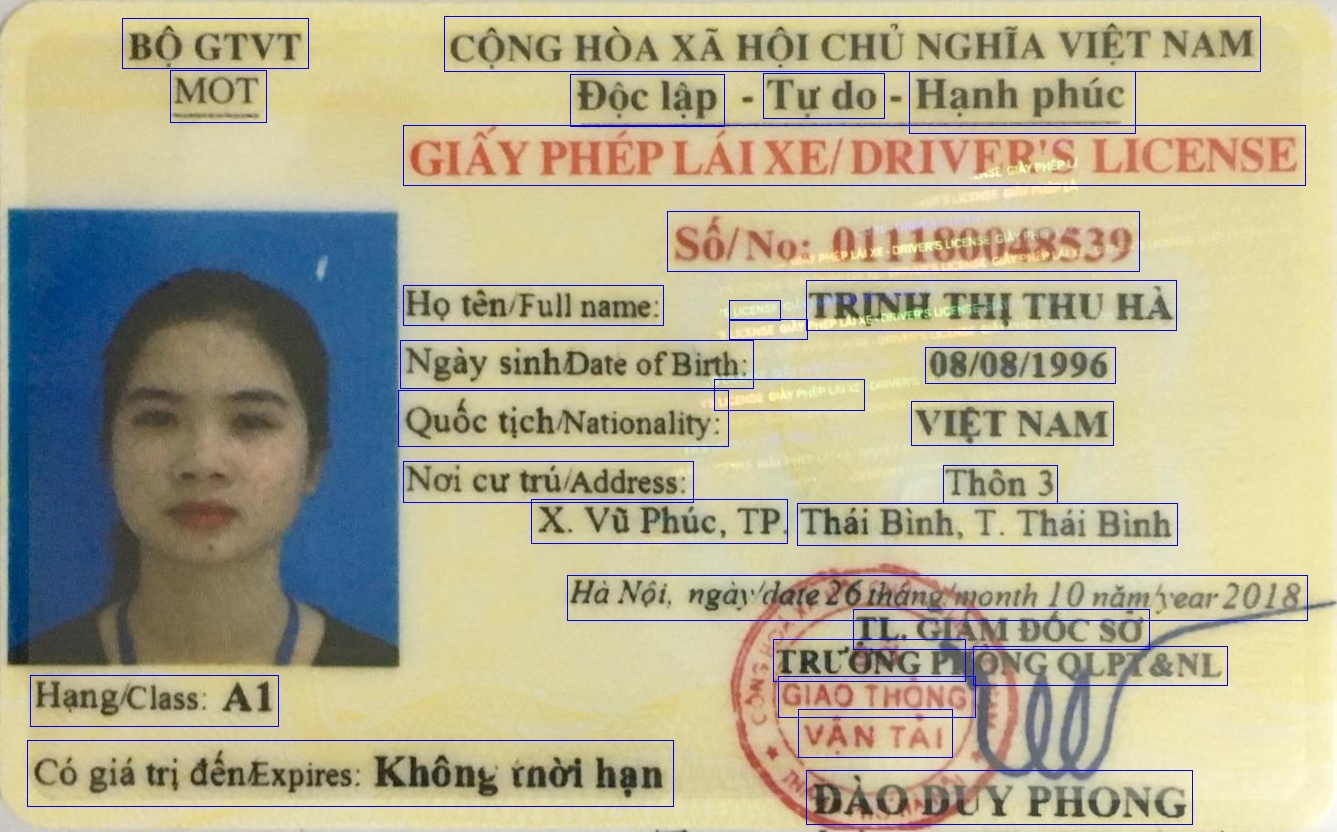 BỘ GTVT
MOT
CỘNG HÒA XÃ HỘI CHỦ NGHĨA VIỆT NAM
Độc lập - Tự do - Hạnh phúc
GIẤY PHÉP LÁI XE/ DRIVER'S LICENSE
Số/No: 011180048539
Họ tên/Full name: TRỊNH THỊ THU HÀ
Ngày sinh/Date of Birth: 08/08/1996
Quốc tịch/Nationality: VIỆT NAM
Nơi cư trú/Address: Thôn 3
X. Vũ Phúc, TP. Thái Bình, T. Thái Bình
Hà Nội, ngày/date 26 tháng/month 10 năm/year 2018
TL. GIÁM ĐỐC SỞ
TRƯỞNG PHÒNG QLPT&NL
GIAO THÔNG
VẬN TẢI
ĐÀO DUY PHONG
Hạng/Class: A1
Có giá trị đến/Expires: Không thời hạn